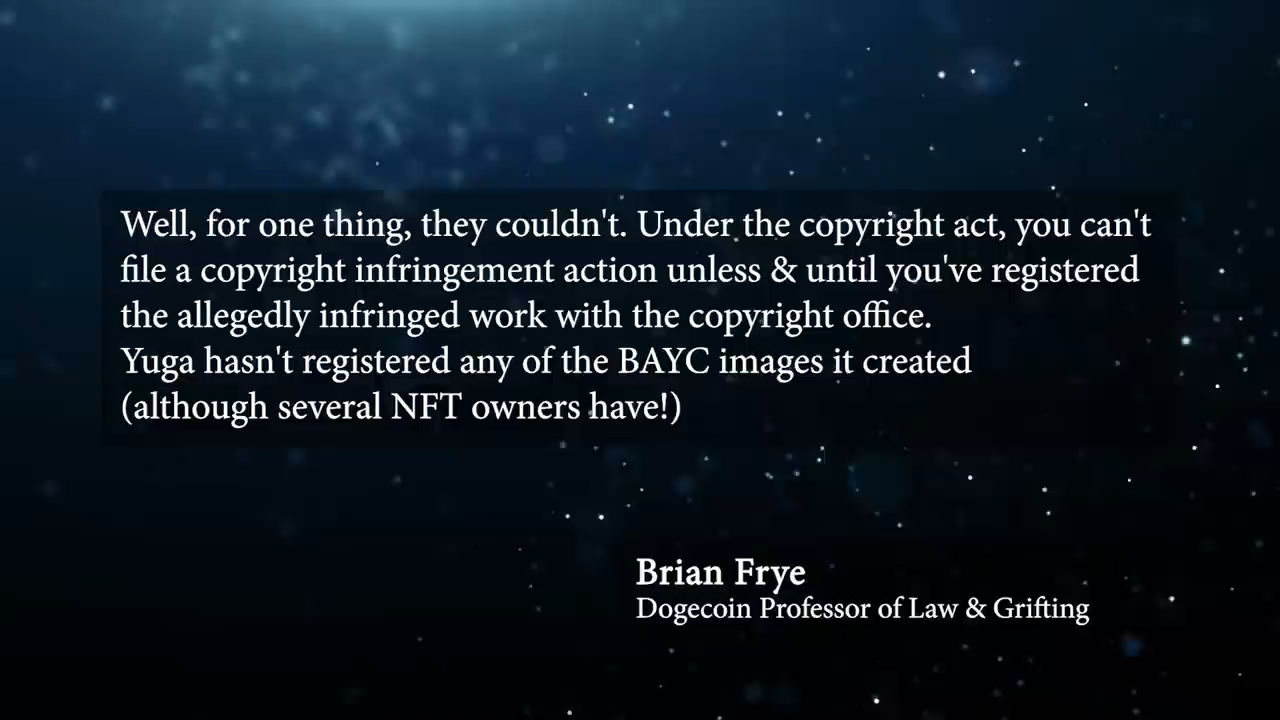 Well, for one thing, they couldn't. Under the copyright act, you can't
file a copyright infringement action unless & until you've registered
the allegedly infringed work with the copyright office.
Yuga hasn't registered any of the BAYC images it created
(although several NFT owners have!)
Brian Frye
Dogecoin Professor of Law & Grifting